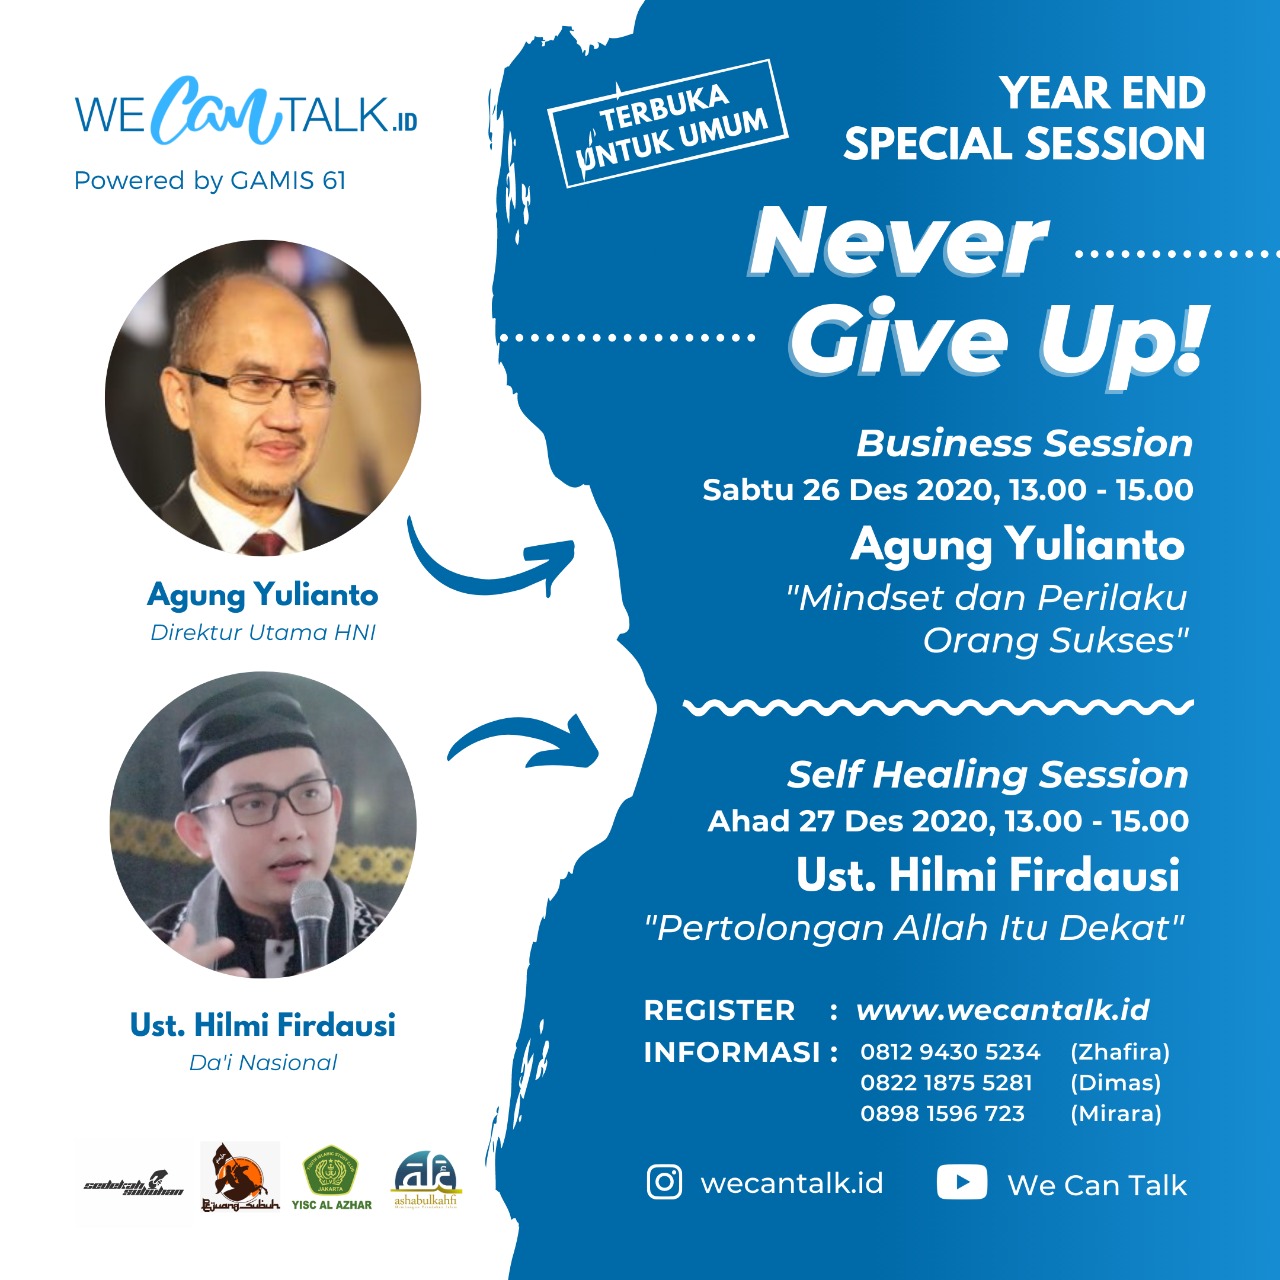 WE Can TALK.ID
Powered by GAMIS 61
TERBUKA
UNTUK UMUM
YEAR END
SPECIAL SESSION
Never
Give Up!
Agung Yulianto
Direktur Utama HNI
Ust. Hilmi Firdausi
Da'i Nasional
Business Session
Sabtu 26 Des 2020, 13.00 - 15.00
Agung Yulianto
"Mindset dan Perilaku
Orang Sukses"
Self Healing Session
Ahad 27 Des 2020, 13.00 - 15.00
Ust. Hilmi Firdausi
"Pertolongan Allah Itu Dekat"
REGISTER : www.wecantalk.id
INFORMASI : 0812 9430 5234 (Zhafira)
0822 1875 5281 (Dimas)
0898 1596 723 (Mirara)
wecantalk.id
We Can Talk
sedekah
subuhan
Pejuang_Subuh
JAKARTA
YISC AL AZHAR
ashabulkahfi